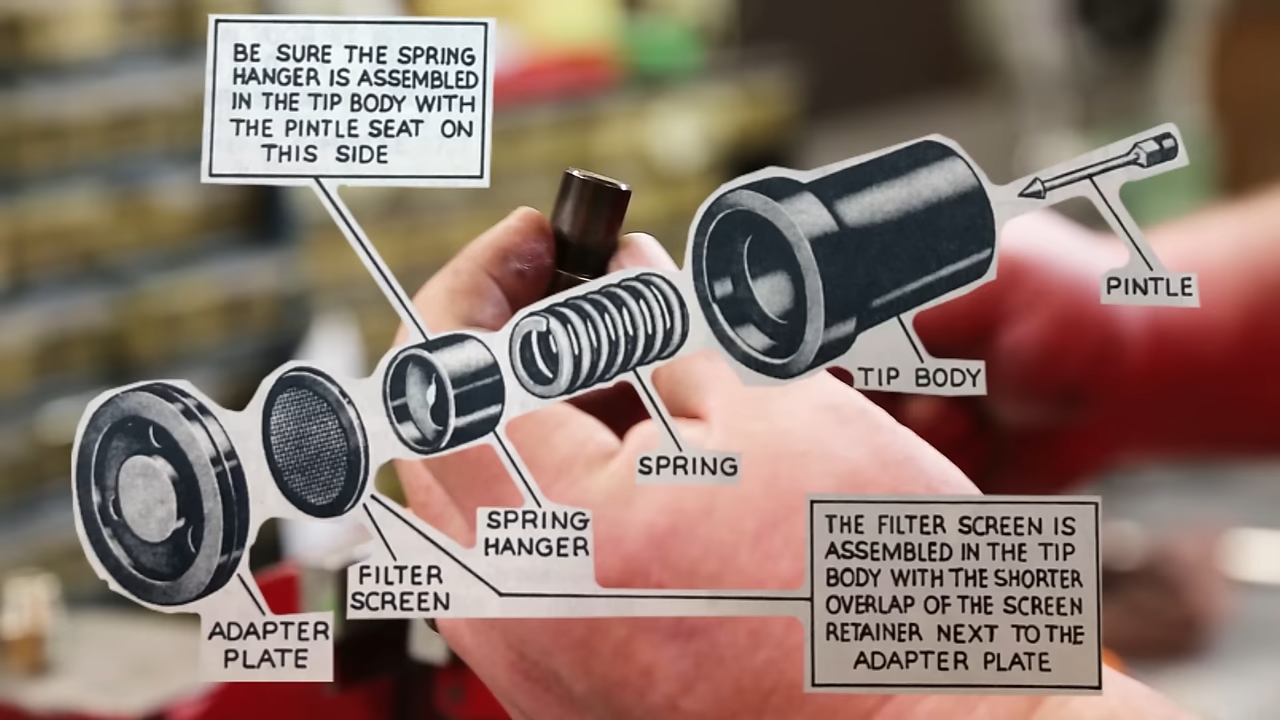 BE SURE THE SPRING
HANGER IS ASSEMBLED
IN THE TIP BODY WITH
THE PINTLE SEAT ON
THIS SIDE
PINTLE
TIP BODY
SPRING
SPRING
HANGER
FILTER
SCREEN
ADAPTER
PLATE
THE FILTER SCREEN IS
ASSEMBLED IN THE TIP
BODY WITH THE SHORTER
OVERLAP OF THE SCREEN
RETAINER NEXT TO THE
ADAPTER PLATE